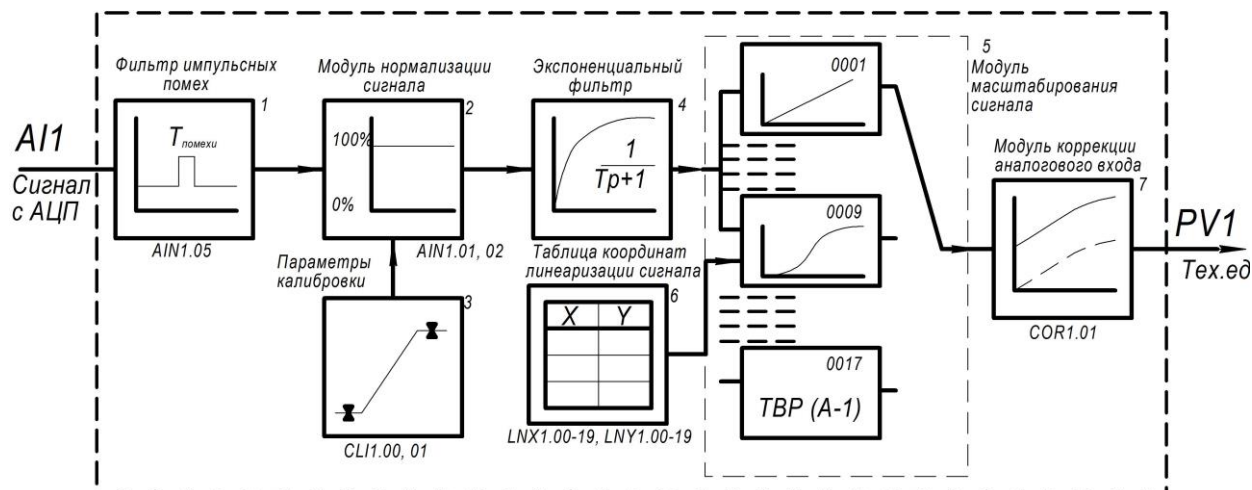 AI1
Сигнал
с АЦП
Фильтр импульсных
помех
1
Тпомехи
AIN1.05
Модуль нормализации
сигнала
2
100%
0%
AIN1.01, 02
Параметры
калибровки
3
CLI1.00, 01
Экспоненциальный
фильтр
4
1
Tp+1
Таблица координат
линеаризации сигнала
6
X Y
LNX1.00-19, LNY1.00-19
5
Модуль
масштабирования
сигнала
0001
0009
0017
ТВР (А-1)
Модуль коррекции
аналогового входа
7
COR1.01
PV1
Тех.ед